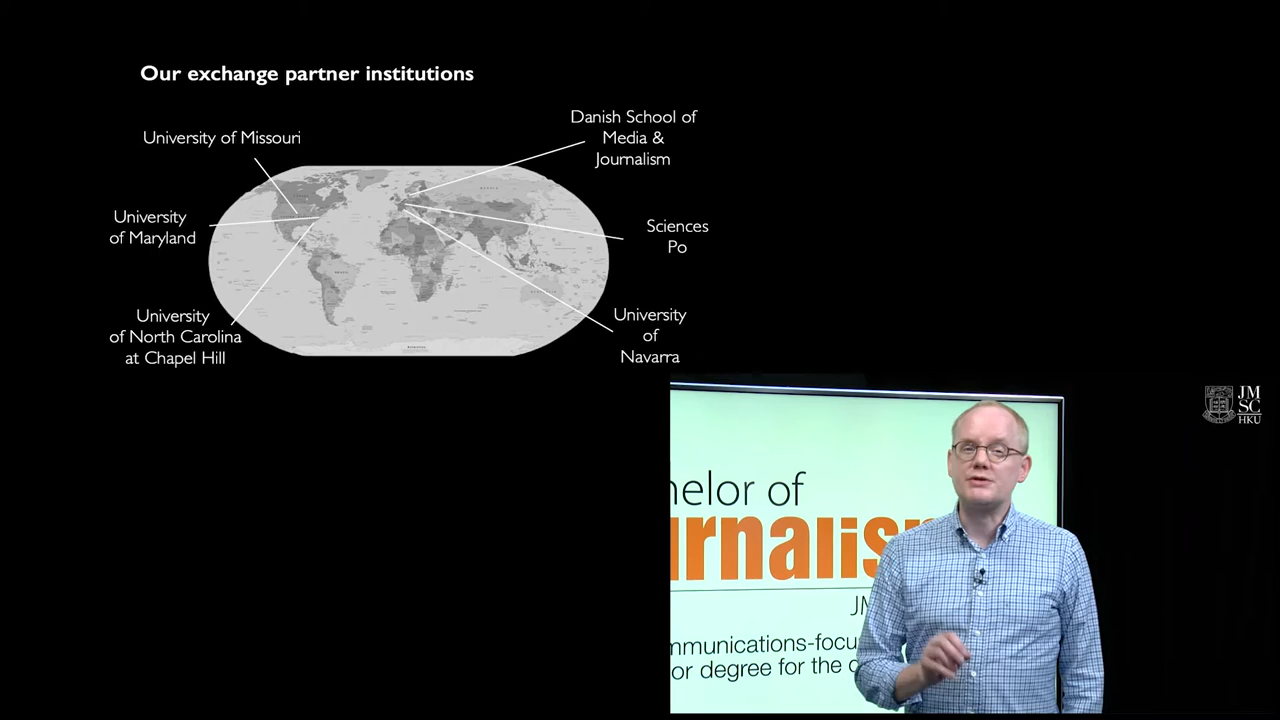 Our exchange partner institutions
University of Missouri
University
of Maryland
University
of North Carolina
at Chapel Hill
Danish School of
Media &
Journalism
Sciences
Po
University
of
Navarra
JM
SC
HKU
helor of
urnalism
JM
mmunications-focu
or degree for the c